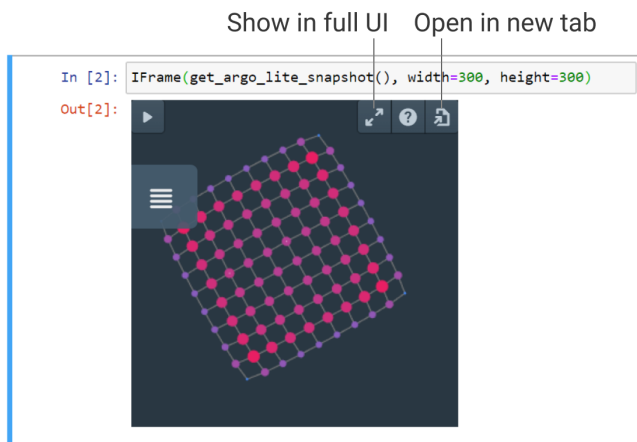 Show in full UI Open in new tab
In [2]: IFrame(get_argo_lite_snapshot(), width=300, height=300)
Out[2]: